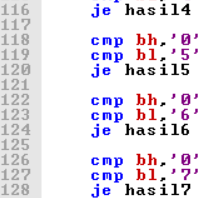 116 je hasil4
117
118 cmp bh,'0'
119 cmp bl,'5'
120 je hasil5
121
122 cmp bh,'0'
123 cmp bl,'6'
124 je hasil6
125
126 cmp bh,'0'
127 cmp bl,'7'
128 je hasil7